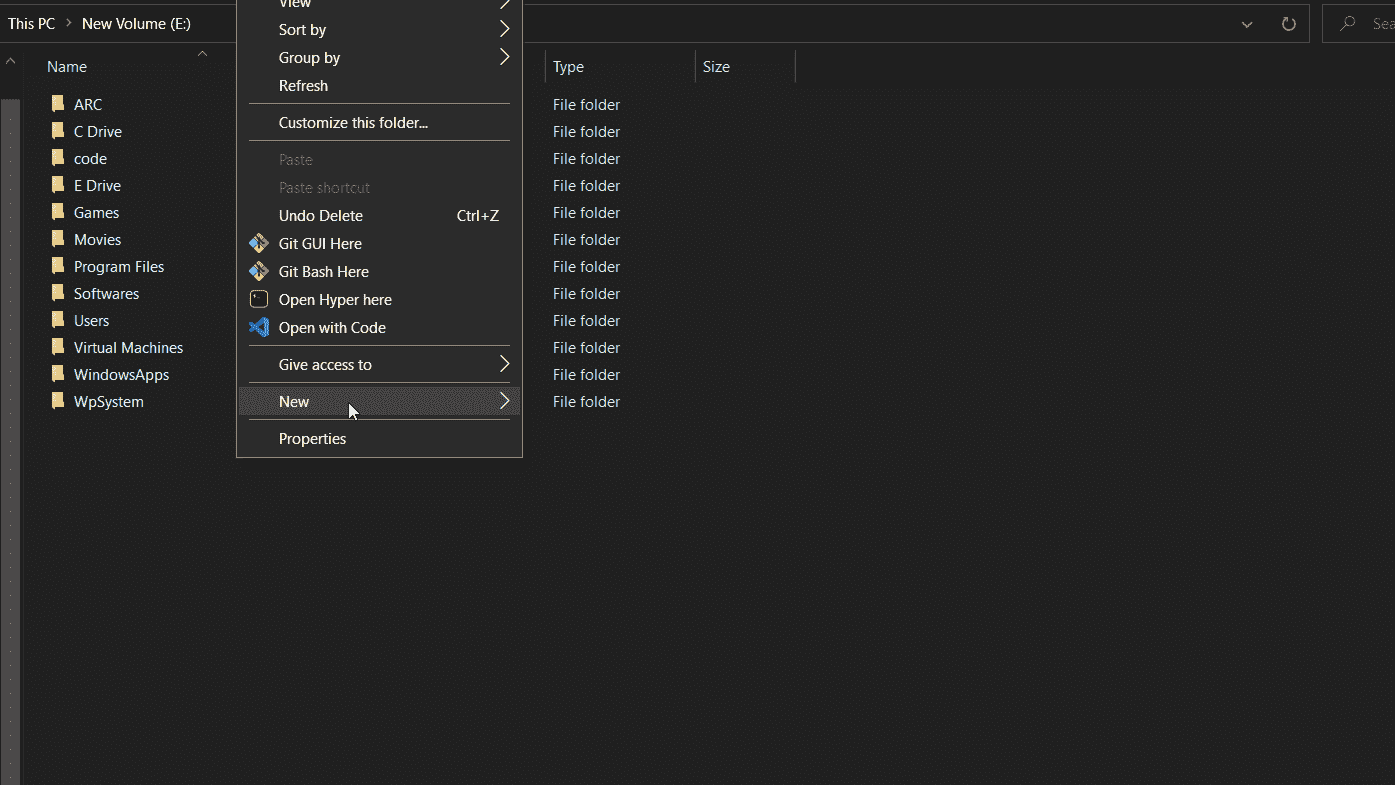 This PC > New Volume (E:)
Sea
Name
Type
Size
ARC
File folder
C Drive
File folder
code
File folder
E Drive
File folder
Games
File folder
Movies
File folder
Program Files
File folder
Softwares
File folder
Users
File folder
Virtual Machines
File folder
WindowsApps
File folder
WpSystem
File folder
View
Sort by
Group by
Refresh
Customize this folder...
Paste
Paste shortcut
Undo Delete Ctrl+Z
Git GUI Here
Git Bash Here
Open Hyper here
Open with Code
Give access to
New
Properties